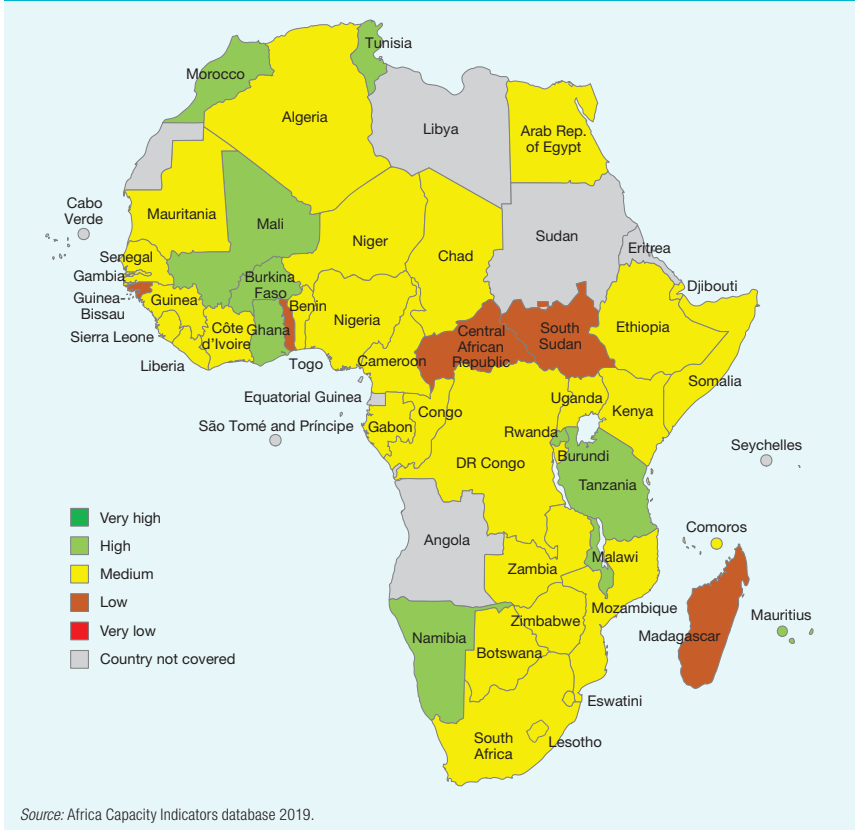 Tunisia
Morocco
Algeria
Libya
Arab Rep.
of Egypt
Cabo
Verde
Mauritania
Mali
Niger
Chad
Sudan
Eritrea
Senegal
Gambia
Guinea-
Bissau
Guinea
Burkina
Faso
Benin
Djibouti
Sierra Leone
Côte
d'Ivoire
Ghana
Nigeria
Central
African
Republic
South
Sudan
Ethiopia
Liberia
Togo
Cameroon
Somalia
Equatorial Guinea
Congo
Uganda
Kenya
São Tomé and Príncipe
Gabon
Rwanda
DR Congo
Burundi
Tanzania
Seychelles
Angola
Zambia
Malawi
Comoros
Mozambique
Zimbabwe
Madagascar
Mauritius
Namibia
Botswana
Eswatini
South
Africa
Lesotho
Very high
High
Medium
Low
Very low
Country not covered
Source: Africa Capacity Indicators database 2019.